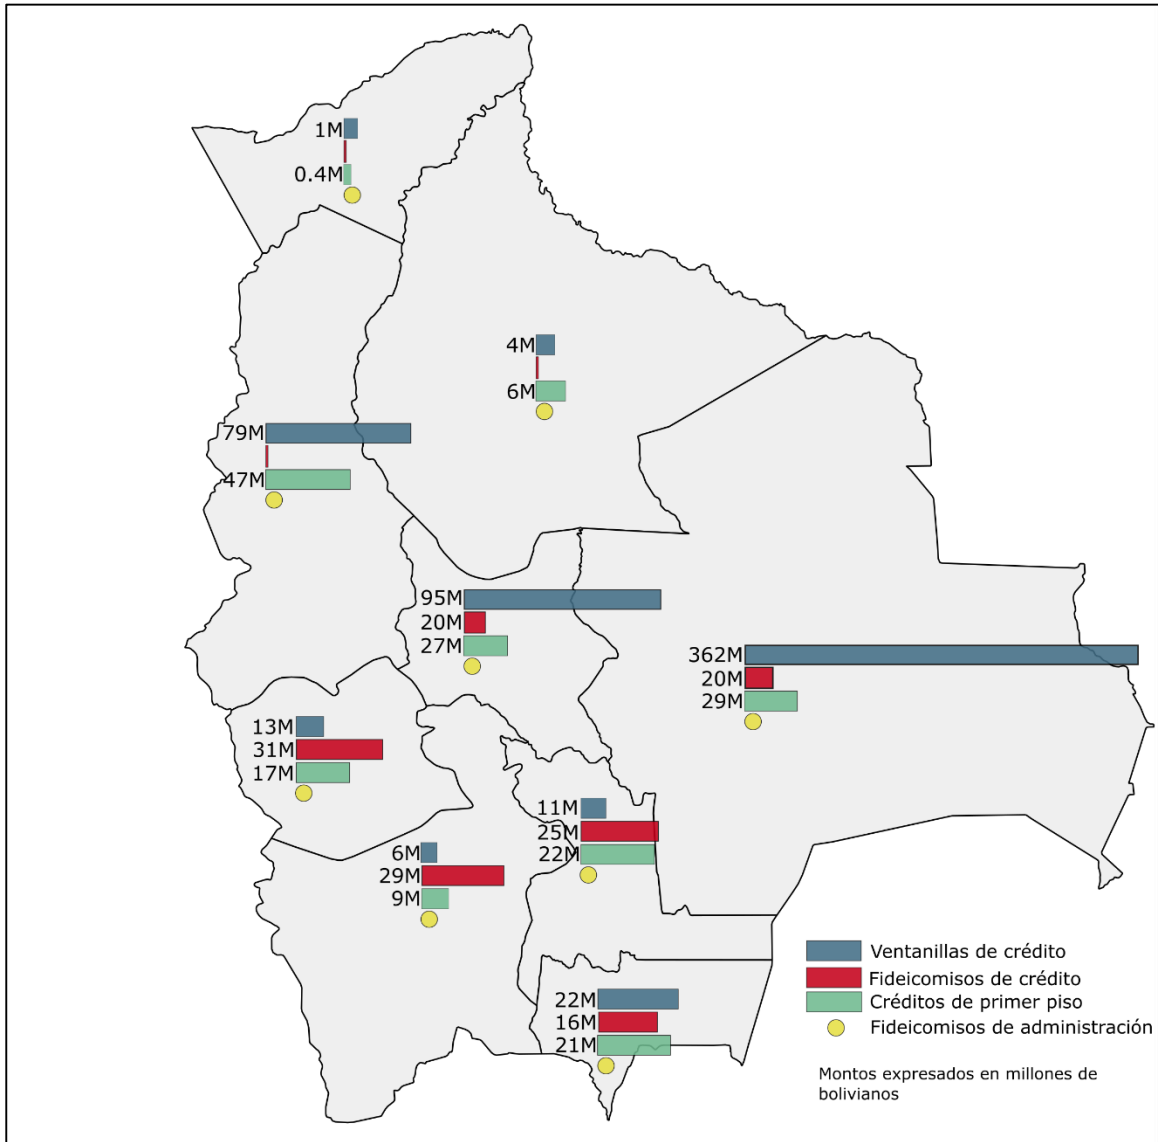 1M
0.4M
4M
6M
79M
47M
95M
20M
27M
362M
20M
29M
13M
31M
17M
11M
25M
22M
6M
29M
9M
22M
16M
21M
Ventanillas de crédito
Fideicomisos de crédito
Créditos de primer piso
Fideicomisos de administración
Montos expresados en millones de
bolivianos